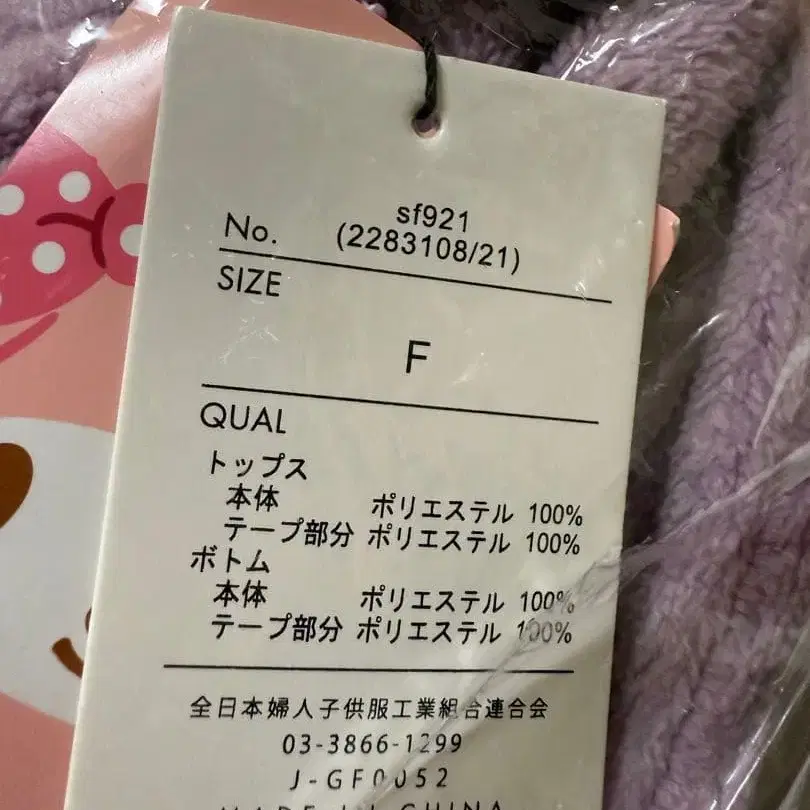 sf921
No. (2283108/21)
SIZE
F
QUAL
トップス
本体 ポリエステル 100%
テープ部分 ポリエステル 100%
ボトム
本体 ポリエステル 100%
テープ部分 ポリエステル 100%
全日本婦人子供服工業組合連合会
03-3866-1299
J-GF0052
MADE IN CHINA